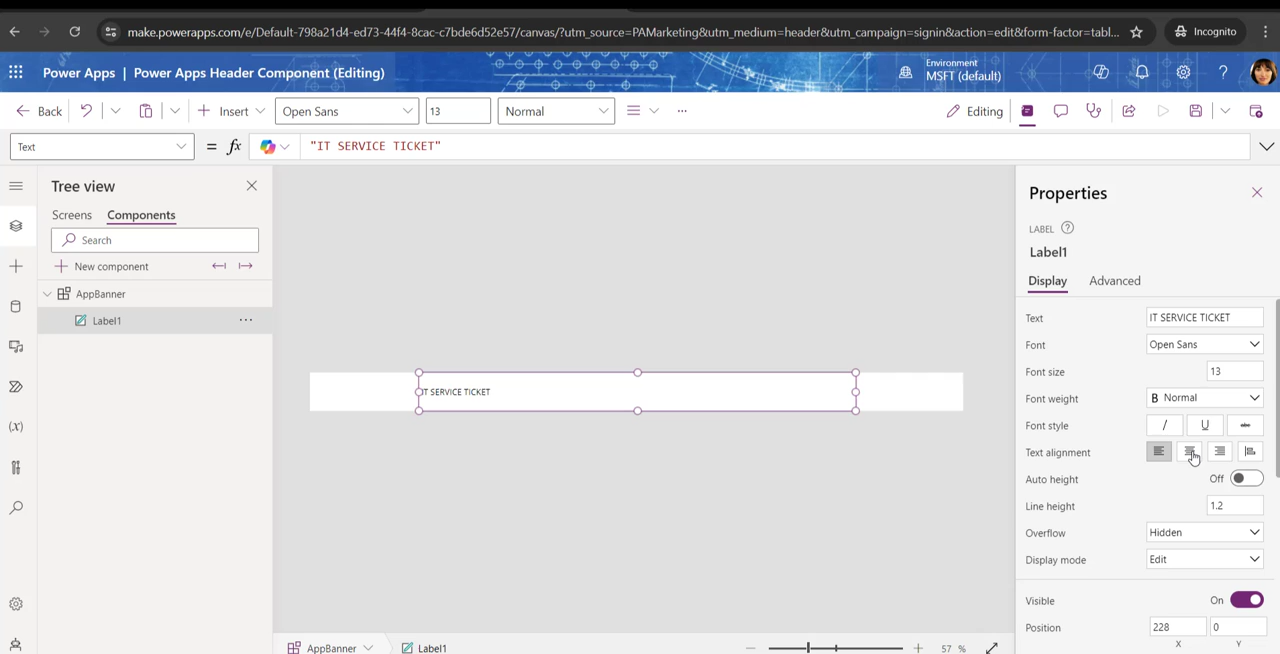 make.powerapps.com/e/Default-798a21d4-ed73-44f4-8cac-c7bde6d52e57/canvas/?utm_source=PAMarketing&utm_medium=header&utm_campaign=signin&action=edit&form-factor=tabl...
Incognito
Power Apps | Power Apps Header Component (Editing)
Environment
MSFT (default)
Back
Insert
Open Sans
13
Normal
...
Editing
Text
= fx
"IT SERVICE TICKET"
Tree view
Screens Components
Search
New component
AppBanner
Label1
...
IT SERVICE TICKET
AppBanner
Label1
57 %
Properties
LABEL ?
Label1
Display Advanced
Text IT SERVICE TICKET
Font Open Sans
Font size 13
Font weight B Normal
Font style / U abc
Text alignment
Auto height Off
Line height 1.2
Overflow Hidden
Display mode Edit
Visible On
Position 228 0
X Y